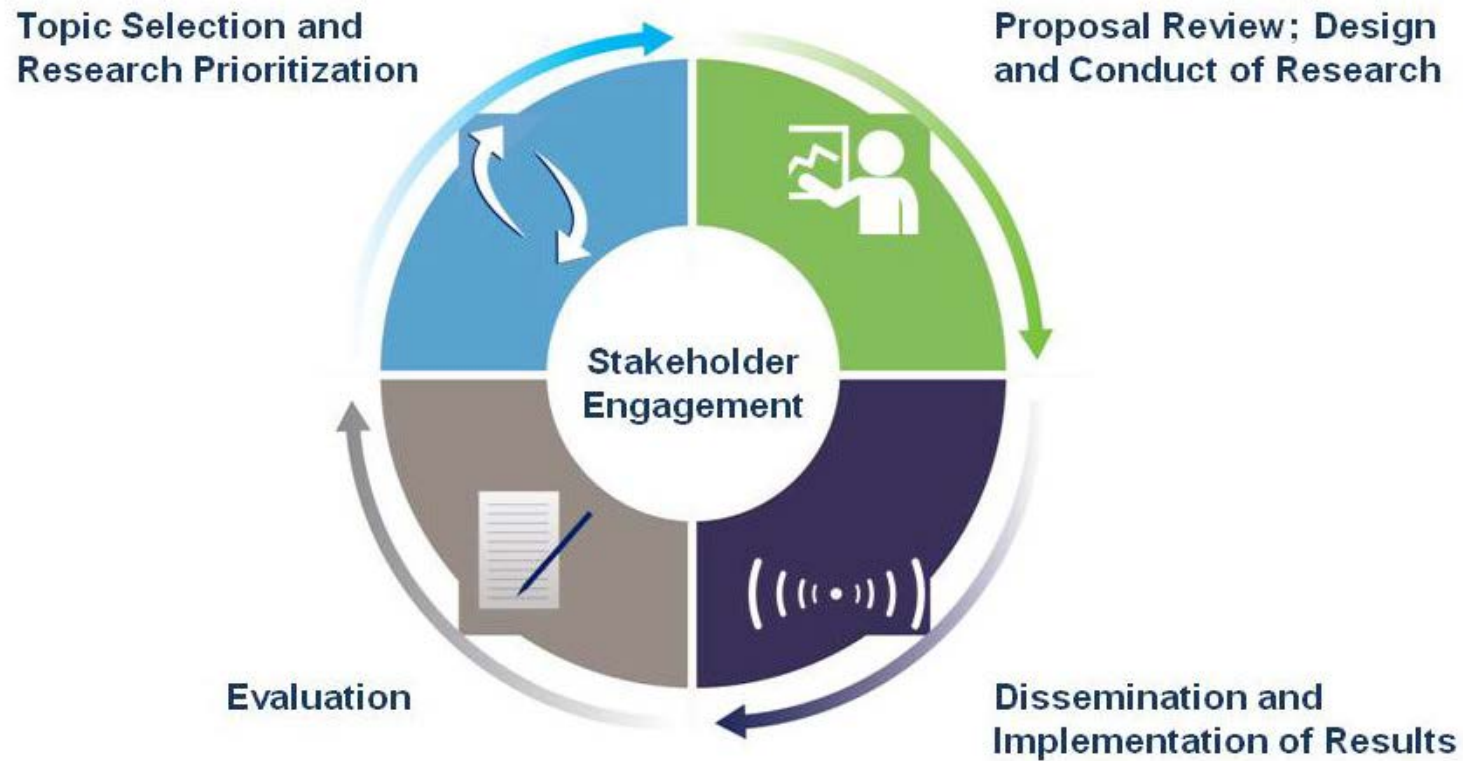 Topic Selection and
Research Prioritization
Proposal Review; Design
and Conduct of Research
Stakeholder
Engagement
Evaluation
Dissemination and
Implementation of Results